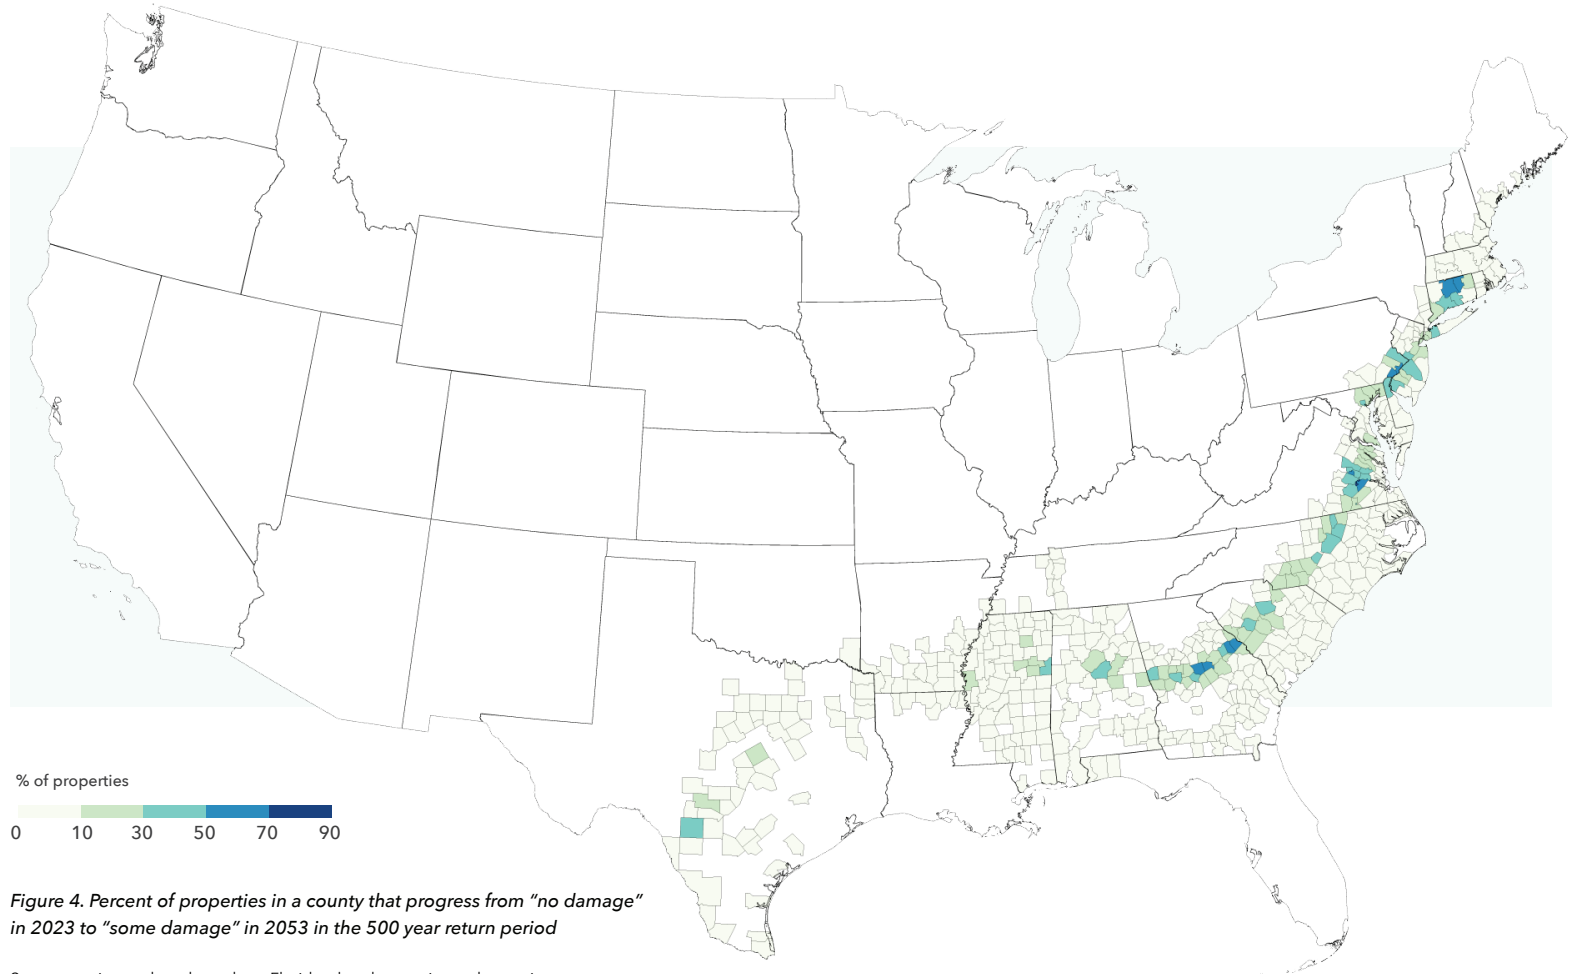 % of properties
0 10 30 50 70 90
Figure 4. Percent of properties in a county that progress from “no damage”
in 2023 to “some damage” in 2053 in the 500 year return period